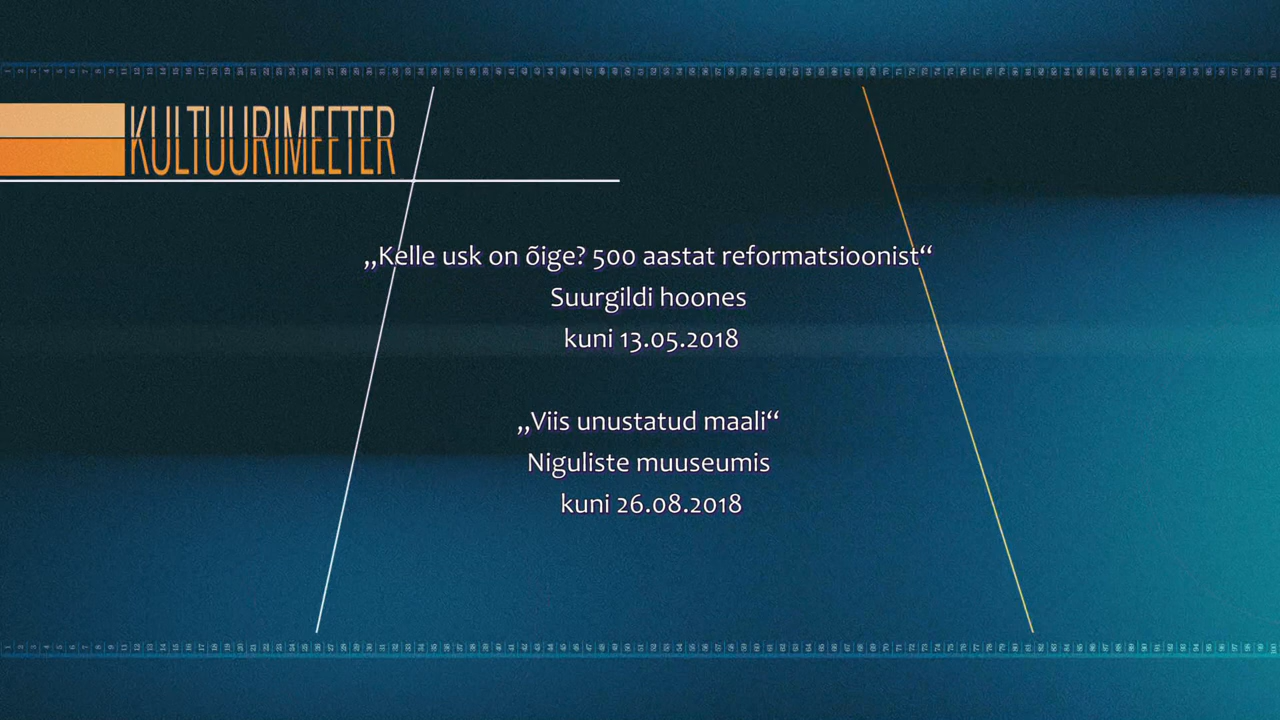 KULTUURIMEETER
„Kelle usk on õige? 500 aastat reformatsioonist“
Suurgildi hoones
kuni 13.05.2018
„Viis unustatud maali“
Niguliste muuseumis
kuni 26.08.2018